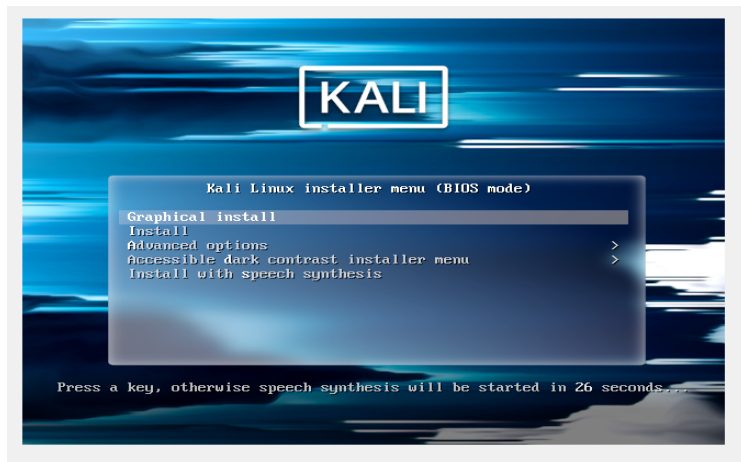 KALI
Kali Linux installer menu (BIOS mode)
Graphical install
Install
Advanced options >
Accessible dark contrast installer menu >
Install with speech synthesis
Press a key, otherwise speech synthesis will be started in 26 seconds...